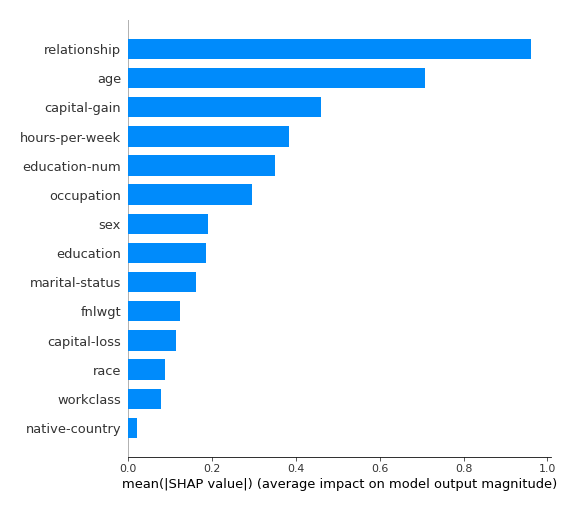 relationship
age
capital-gain
hours-per-week
education-num
occupation
sex
education
marital-status
fnlwgt
capital-loss
race
workclass
native-country
0.0 0.2 0.4 0.6 0.8 1.0
mean(|SHAP value|) (average impact on model output magnitude)